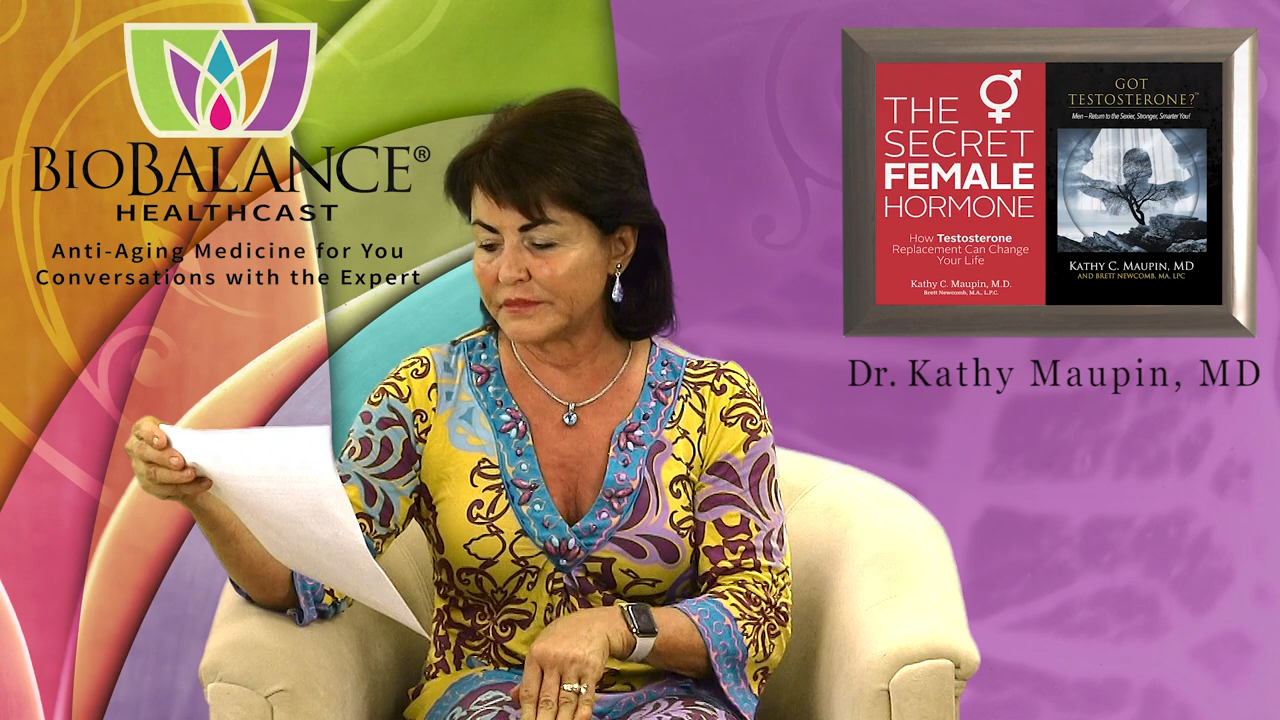 BIOBALANCE®
HEALTHCAST
Anti-Aging Medicine for You
Conversations with the Expert
THE
SECRET
FEMALE
HORMONE
How Testosterone
Replacement Can Change
Your Life
Kathy C. Maupin, M.D.
Brett Newcomb, M.A., L.P.C.
GOT
TESTOSTERONE?™
Men – Return to the Sexier, Stronger, Smarter You!
KATHY C. MAUPIN, MD
AND BRETT NEWCOMB, MA, LPC
Dr. Kathy Maupin, MD